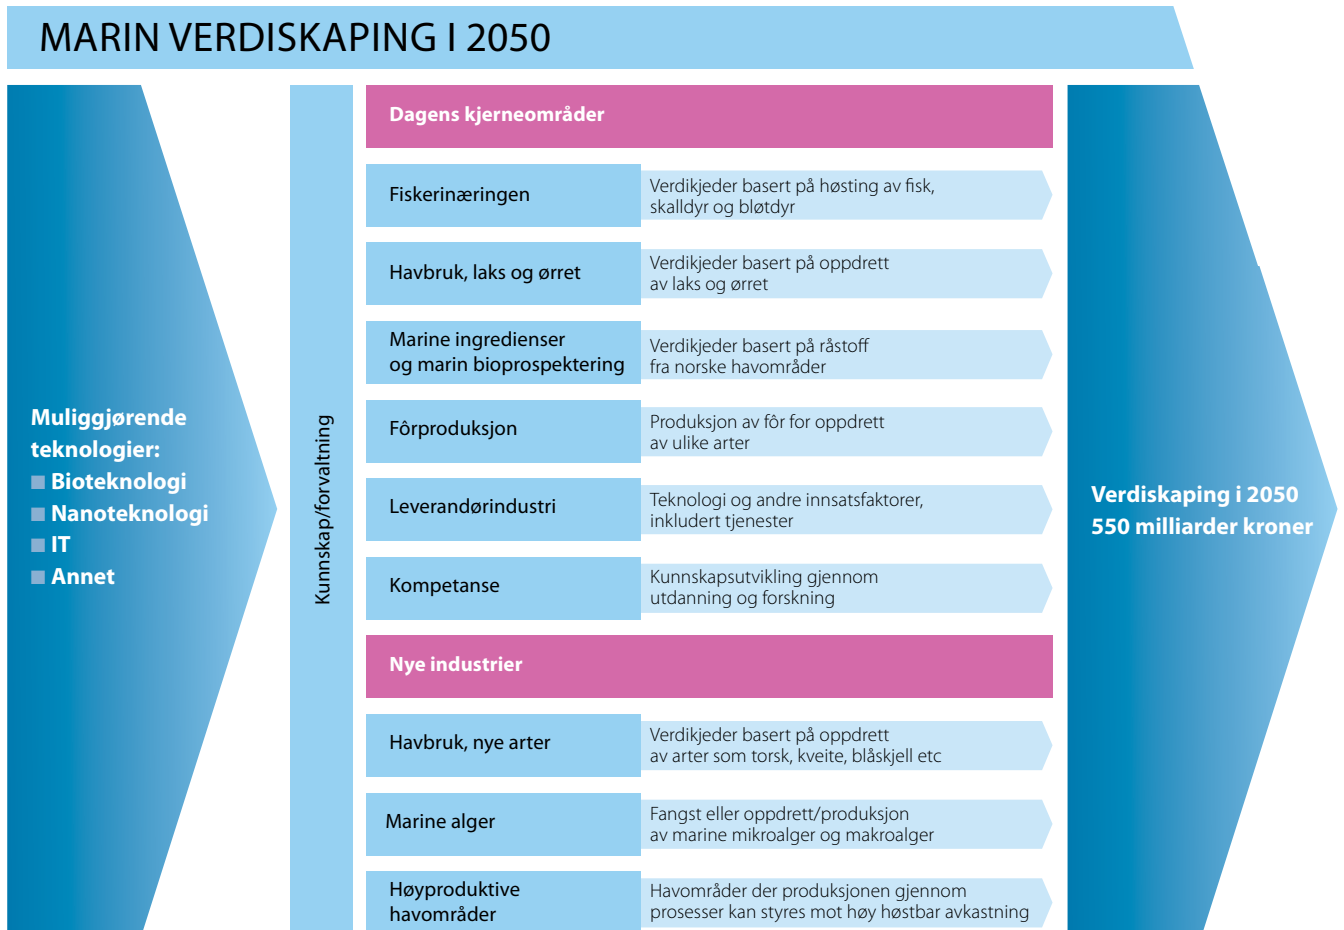 MARIN VERDISKAPING I 2050
Muliggjørende
teknologier:
Bioteknologi
Nanoteknologi
IT
Annet
Kunnskap/forvaltning
Dagens kjerneområder
Fiskerinæringen
Verdikjeder basert på høsting av fisk,
skalldyr og bløtdyr
Havbruk, laks og ørret
Verdikjeder basert på oppdrett
av laks og ørret
Marine ingredienser
og marin bioprospektering
Verdikjeder basert på råstoff
fra norske havområder
Fôrproduksjon
Produksjon av fôr for oppdrett
av ulike arter
Leverandørindustri
Teknologi og andre innsatsfaktorer,
inkludert tjenester
Kompetanse
Kunnskapsutvikling gjennom
utdanning og forskning
Nye industrier
Havbruk, nye arter
Verdikjeder basert på oppdrett
av arter som torsk, kveite, blåskjell etc
Marine alger
Fangst eller oppdrett/produksjon
av marine mikroalger og makroalger
Høyproduktive
havområder
Havområder der produksjonen gjennom
prosesser kan styres mot høy høstbar avkastning
Verdiskaping i 2050
550 milliarder kroner